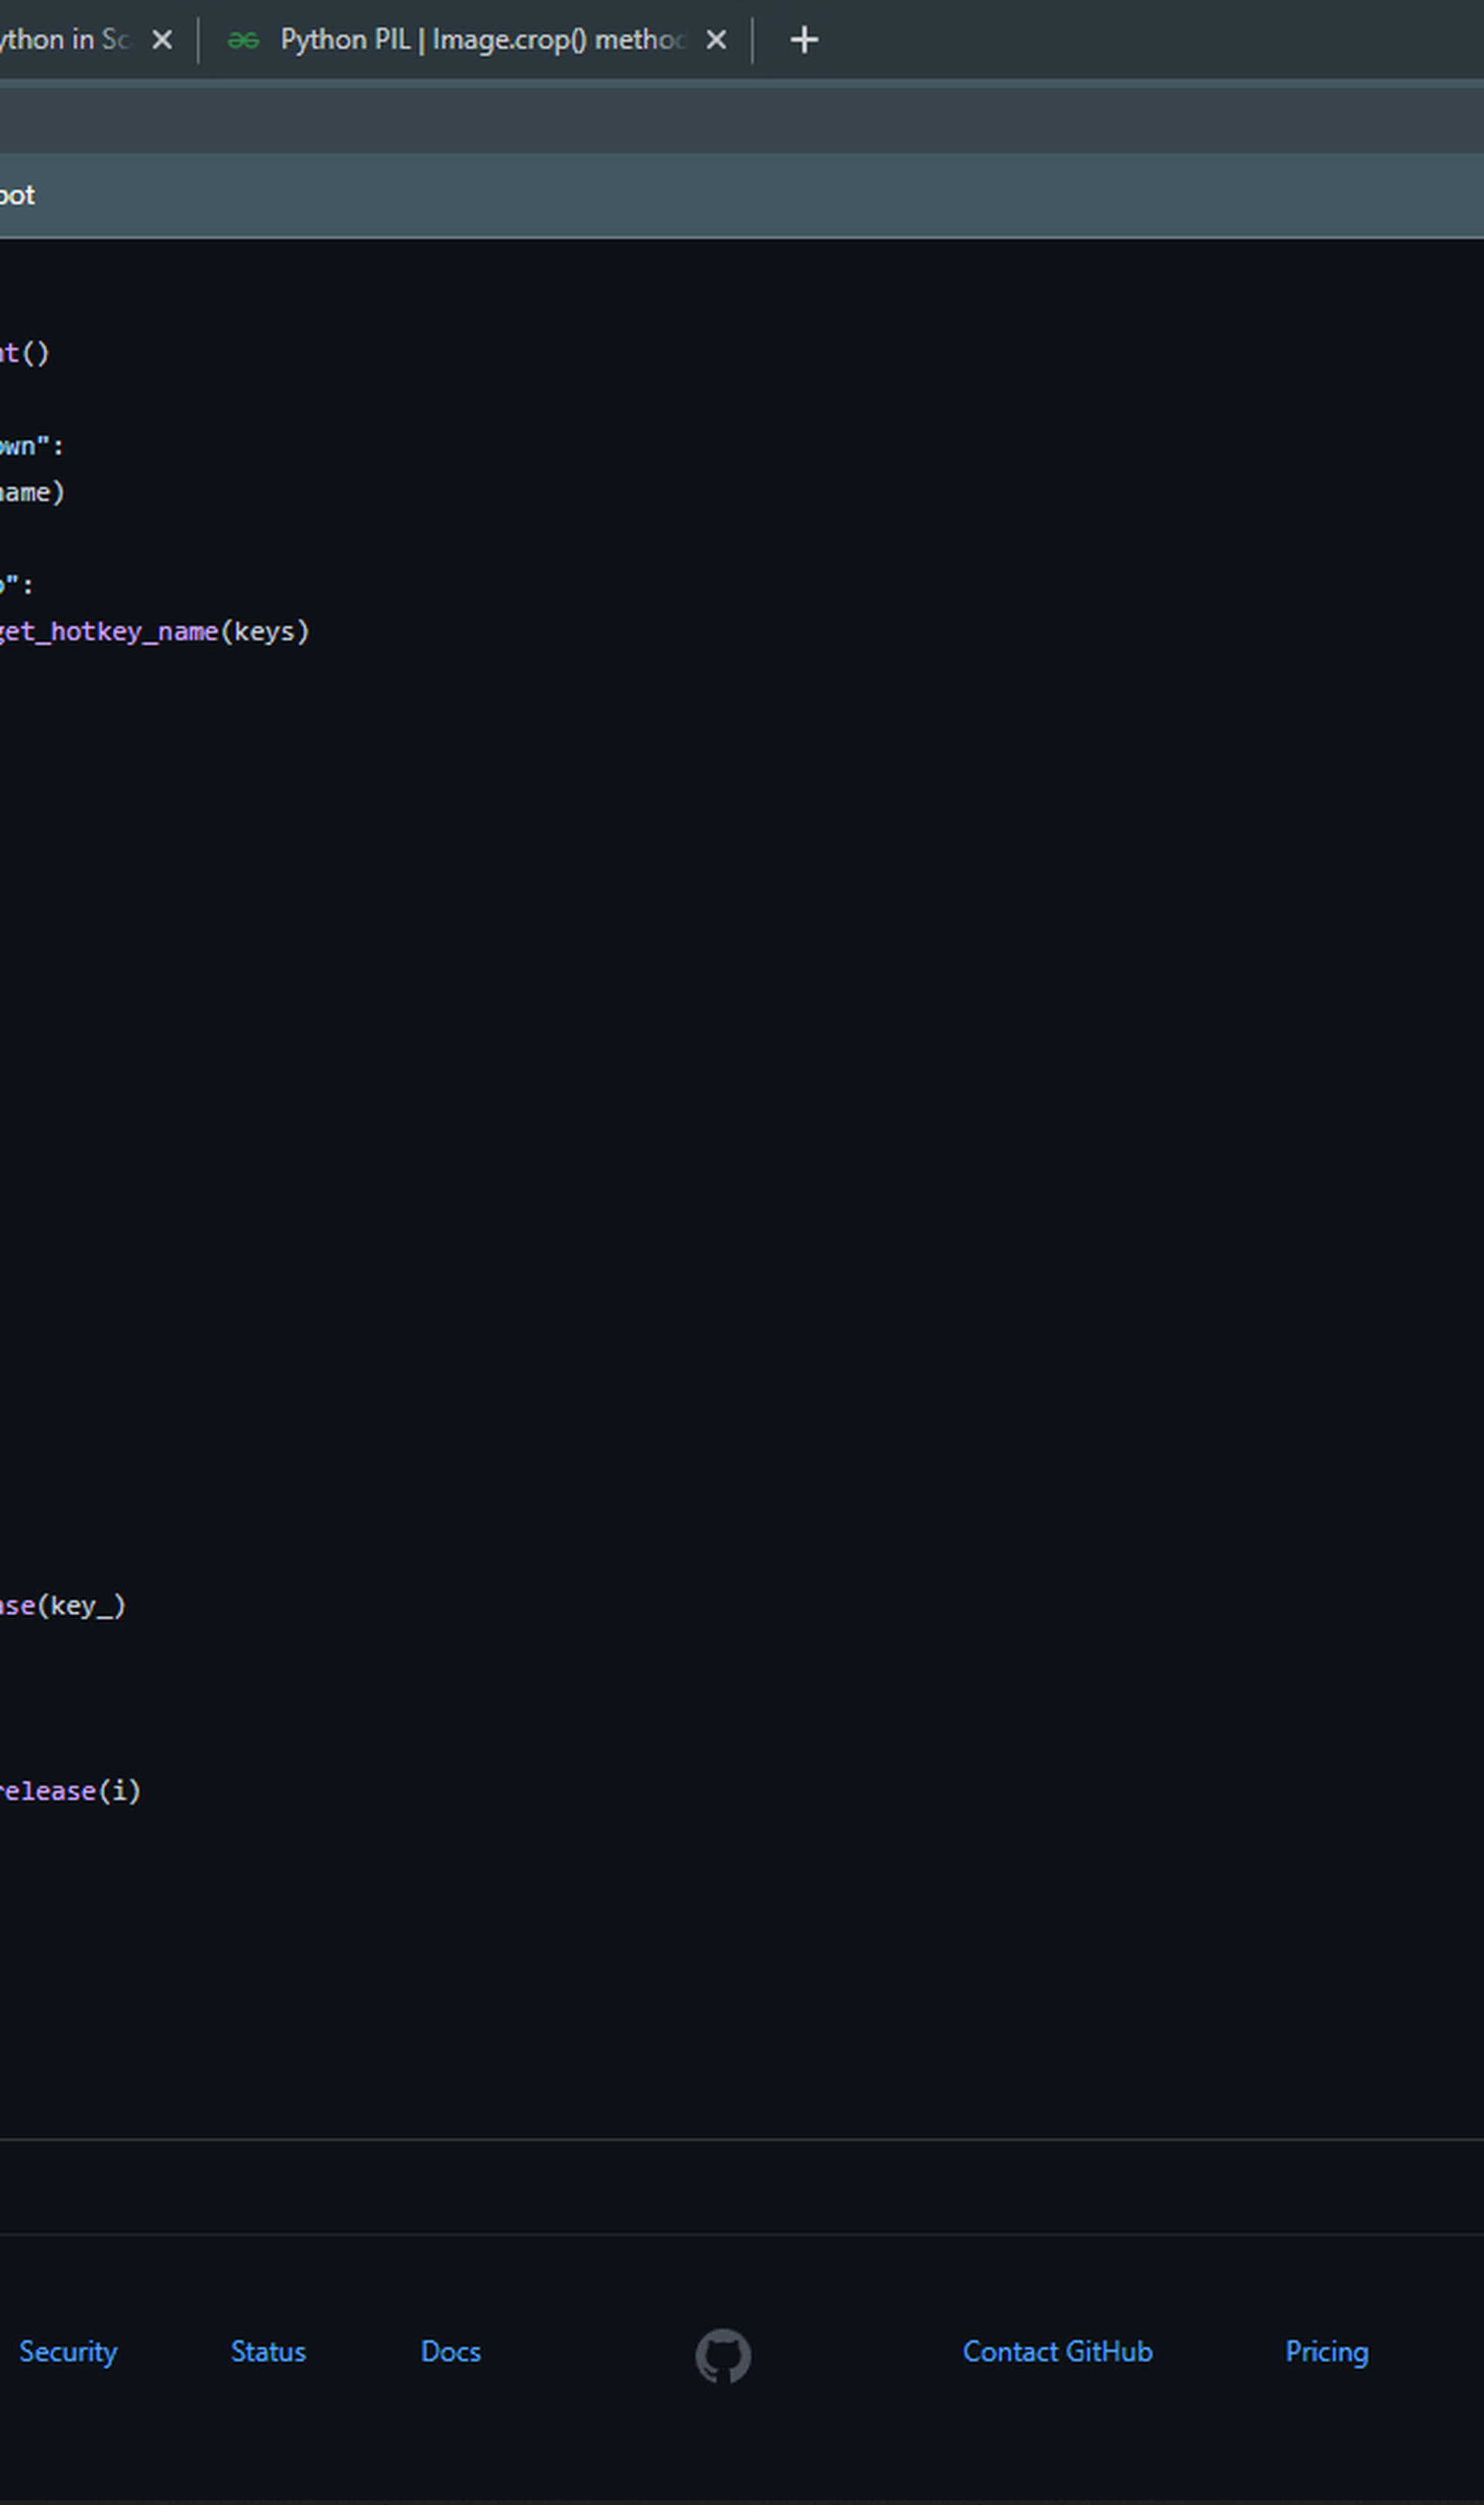 ython in Sc
Python PIL | Image.crop() method
oot
nt()
own":
name)
p":
get_hotkey_name(keys)
ase(key_)
release(i)
Security Status Docs Contact GitHub Pricing